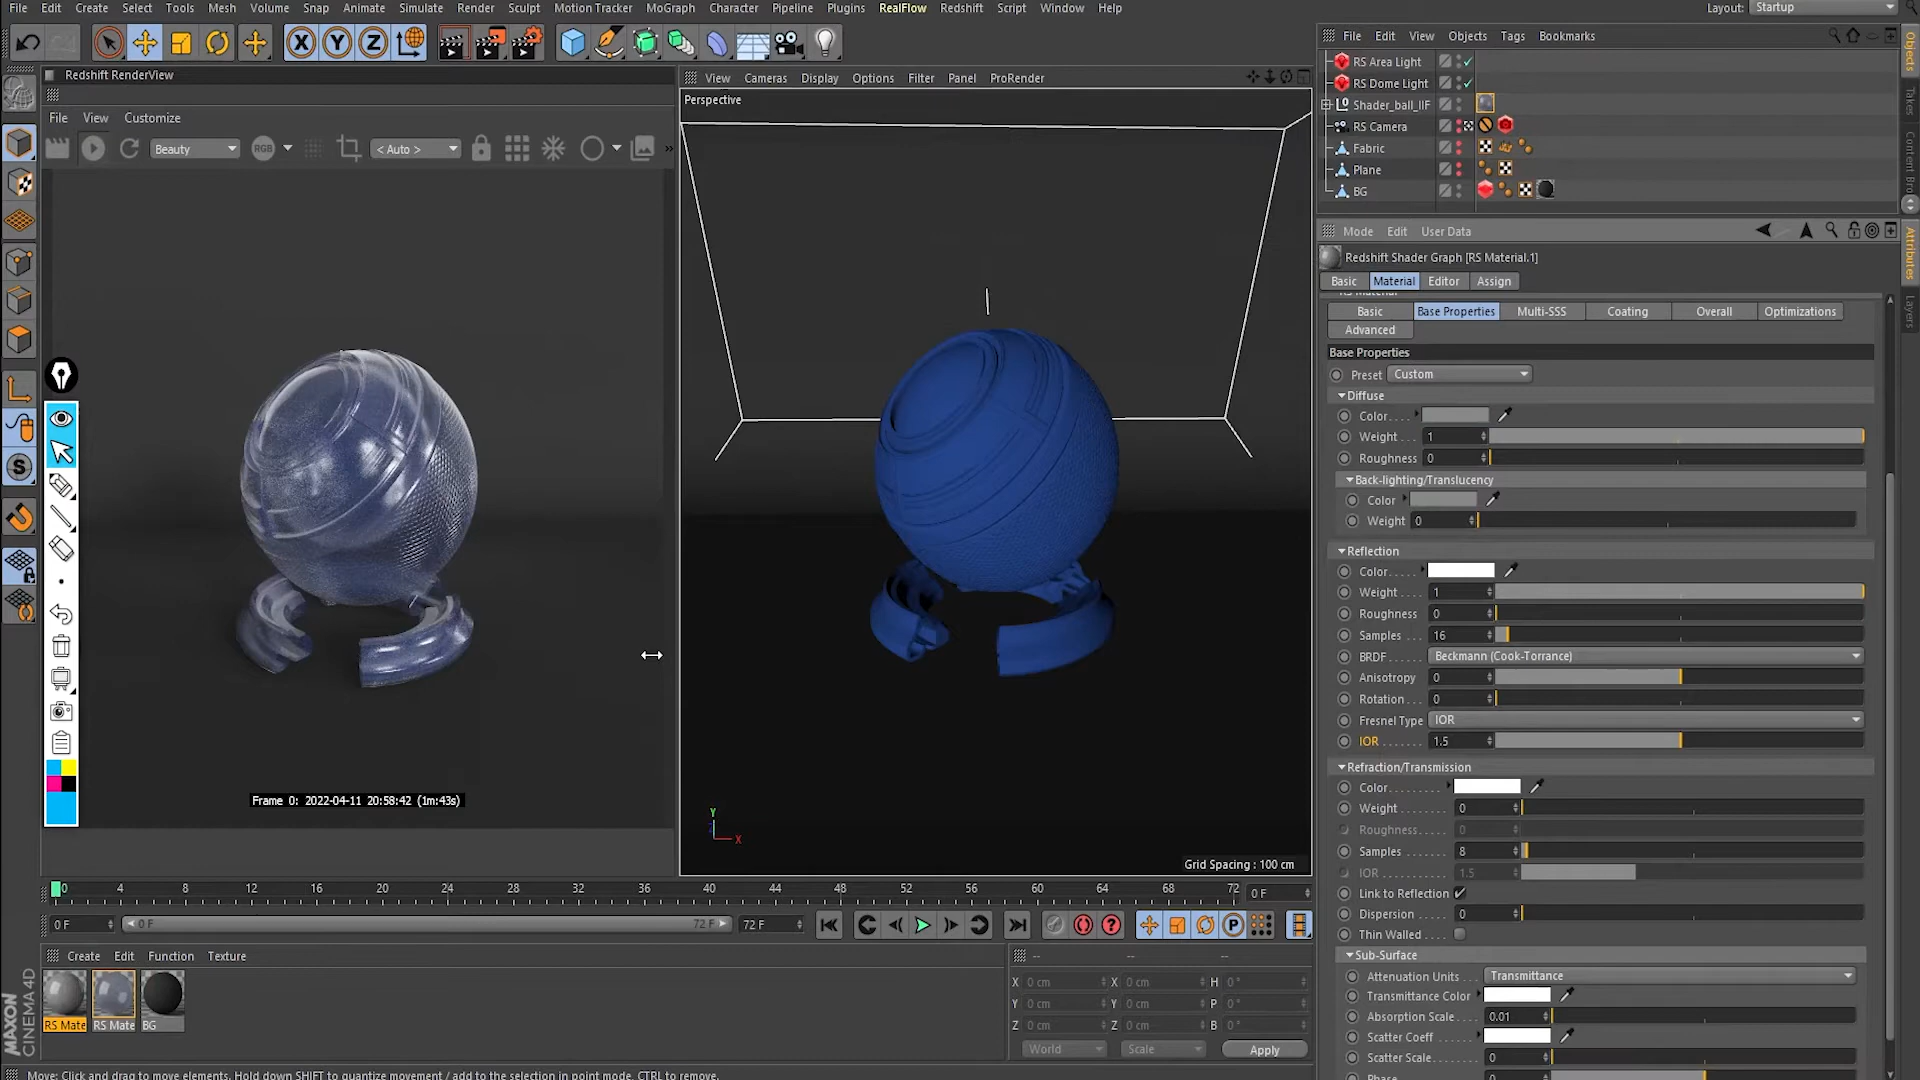 File Edit Create Select Tools Mesh Volume Snap Animate Simulate Render Sculpt Motion Tracker MoGraph Character Pipeline Plugins RealFlow Redshift Script Window Help Layout: Startup
Redshift RenderView
File View Customize
Beauty RGB < Auto >
View Cameras Display Options Filter Panel ProRender
Perspective
Y
X
Grid Spacing : 100 cm
Frame 0: 2022-04-11 20:58:42 (1m:43s)
File Edit View Objects Tags Bookmarks
RS Area Light
RS Dome Light
Shader_ball_IIF
RS Camera
Fabric
Plane
BG
Objects
Takes
Content Bro
Attributes
Layers
Mode Edit User Data
Redshift Shader Graph [RS Material.1]
Basic Material Editor Assign
Basic Base Properties Multi-SSS Coating Overall Optimizations
Advanced
Base Properties
Preset Custom
Diffuse
Color
Weight 1
Roughness 0
Back-lighting/Translucency
Color
Weight 0
Reflection
Color
Weight 1
Roughness 0
Samples 16
BRDF Beckmann (Cook-Torrance)
Anisotropy 0
Rotation 0
Fresnel Type IOR
IOR 1.5
Refraction/Transmission
Color
Weight 0
Roughness 0
Samples 8
IOR 1.5
Link to Reflection
Dispersion 0
Thin Walled
Sub-Surface
Attenuation Units Transmittance
Transmittance Color
Absorption Scale 0.01
Scatter Coeff
Scatter Scale 0
Phase 0
0 4 8 12 16 20 24 28 32 36 40 44 48 52 56 60 64 68 72 0 F
0 F 0 F 72 F 72 F
Create Edit Function Texture
RS Mate RS Mate BG
-- -- --
X 0 cm X 0 cm H 0 °
Y 0 cm Y 0 cm P 0 °
Z 0 cm Z 0 cm B 0 °
World Scale Apply
MAXON
CINEMA 4D
Move: Click and drag to move elements. Hold down SHIFT to quantize movement / add to the selection in point mode, CTRL to remove.